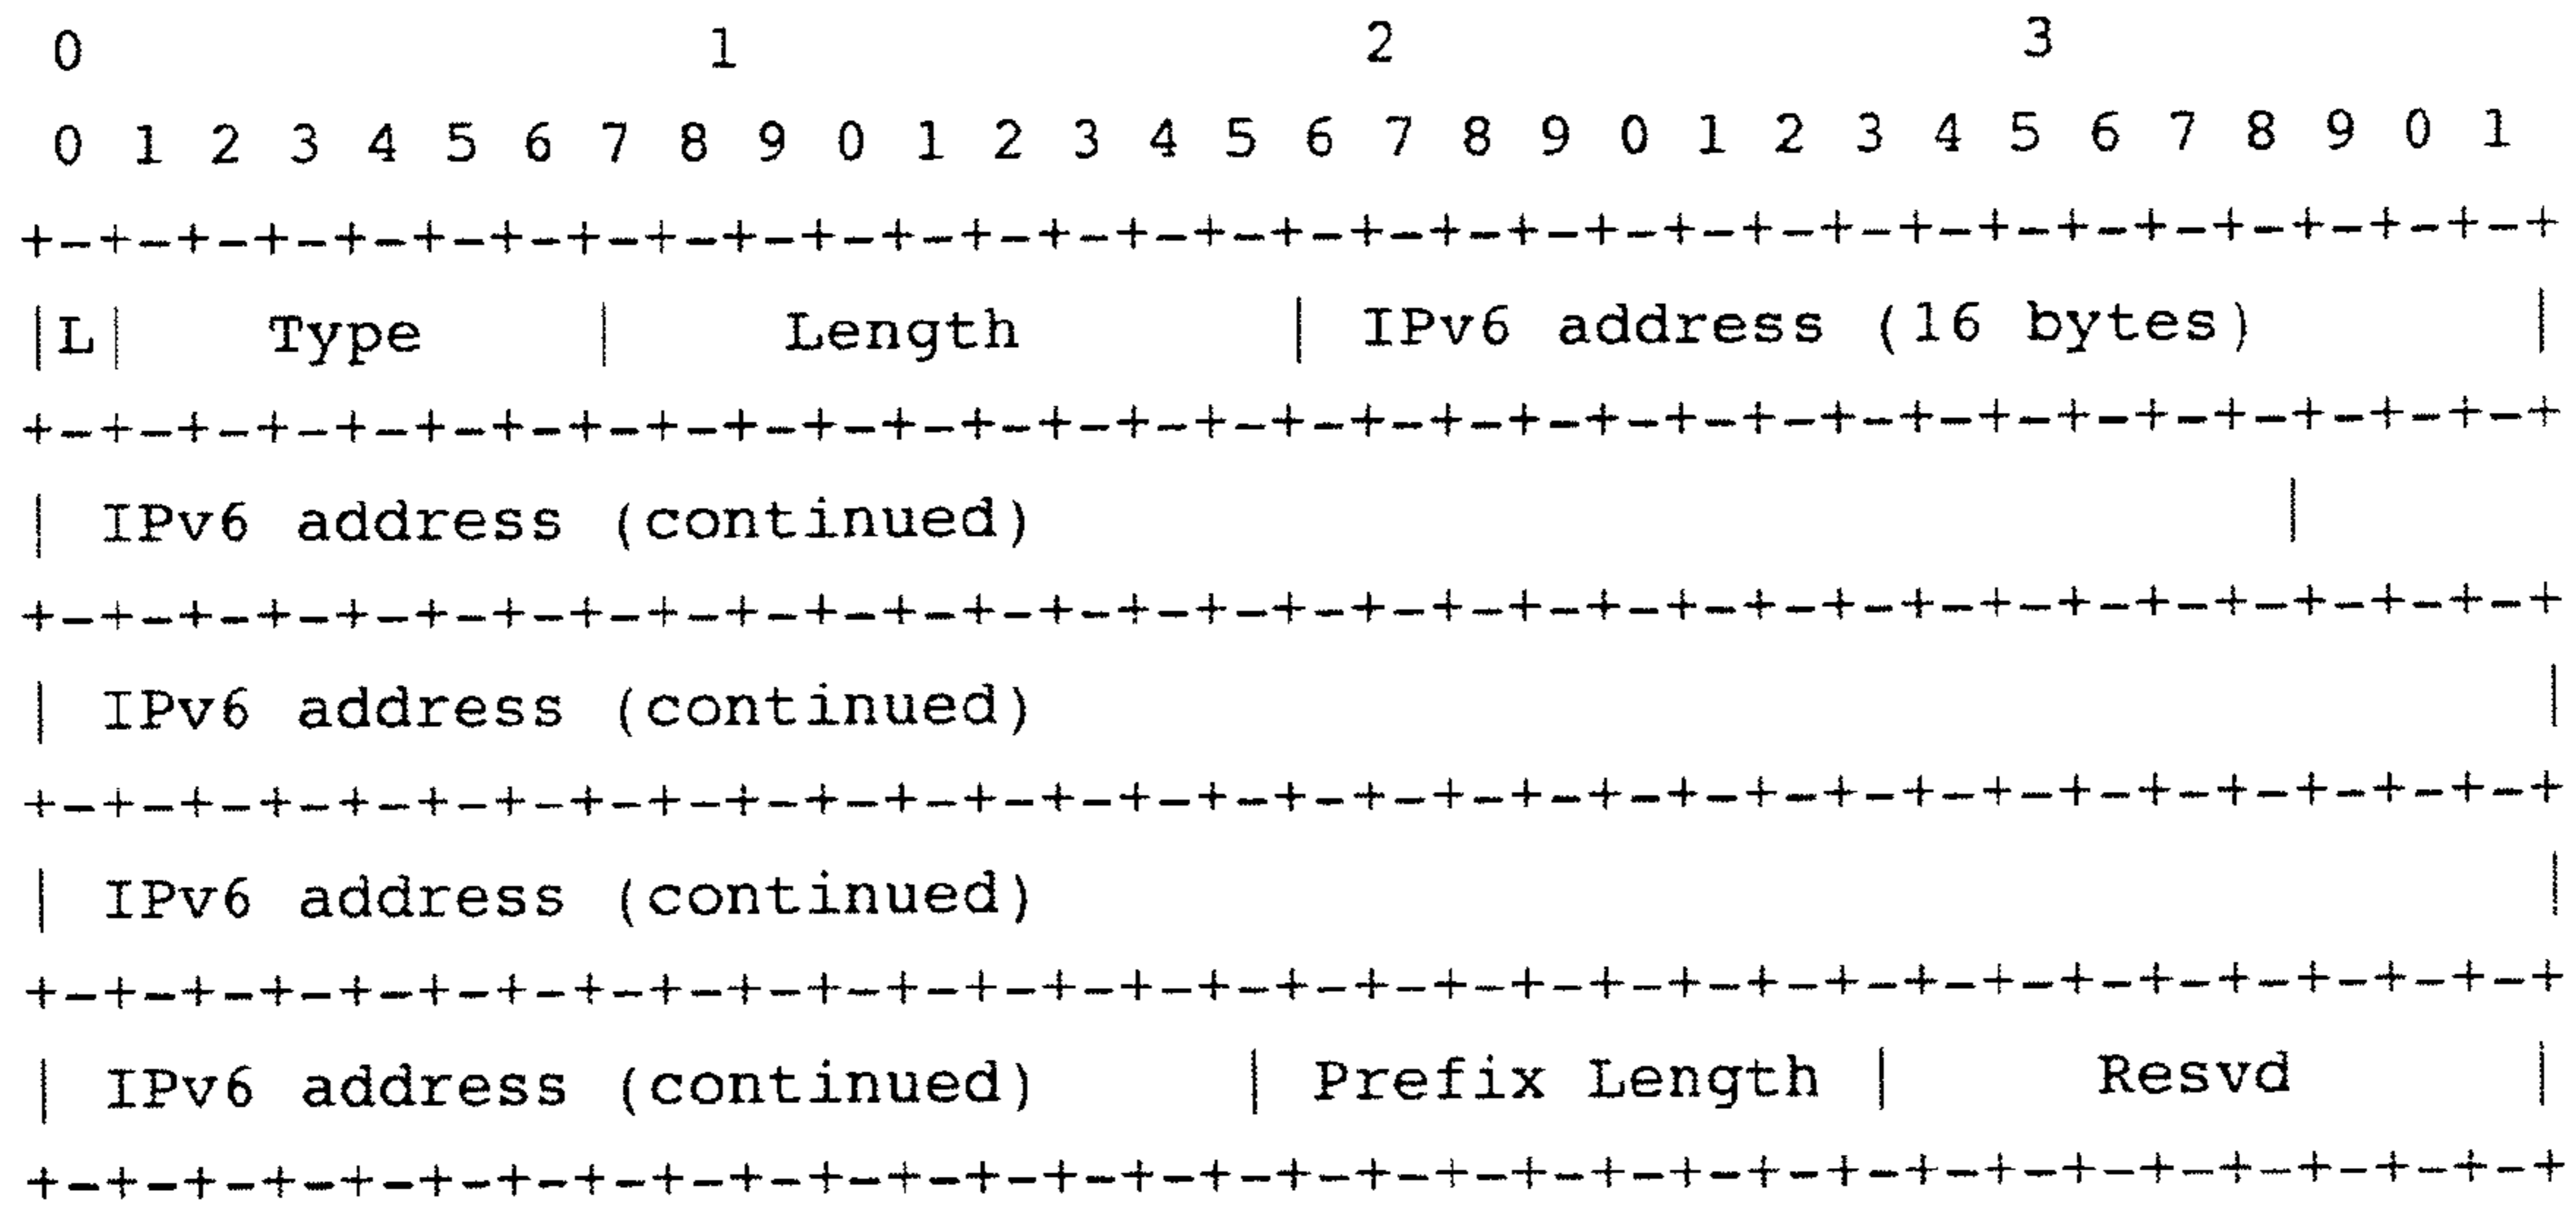 0 1 2 3
0 1 2 3 4 5 6 7 8 9 0 1 2 3 4 5 6 7 8 9 0 1 2 3 4 5 6 7 8 9 0 1
+-+-+-+-+-+-+-+-+-+-+-+-+-+-+-+-+-+-+-+-+-+-+-+-+-+-+-+-+-+-+-+-+
|L| Type | Length | IPv6 address (16 bytes) |
+-+-+-+-+-+-+-+-+-+-+-+-+-+-+-+-+-+-+-+-+-+-+-+-+-+-+-+-+-+-+-+-+
| IPv6 address (continued) |
+-+-+-+-+-+-+-+-+-+-+-+-+-+-+-+-+-+-+-+-+-+-+-+-+-+-+-+-+-+-+-+-+
| IPv6 address (continued) |
+-+-+-+-+-+-+-+-+-+-+-+-+-+-+-+-+-+-+-+-+-+-+-+-+-+-+-+-+-+-+-+-+
| IPv6 address (continued) |
+-+-+-+-+-+-+-+-+-+-+-+-+-+-+-+-+-+-+-+-+-+-+-+-+-+-+-+-+-+-+-+-+
| IPv6 address (continued) | Prefix Length | Resvd |
+-+-+-+-+-+-+-+-+-+-+-+-+-+-+-+-+-+-+-+-+-+-+-+-+-+-+-+-+-+-+-+-+